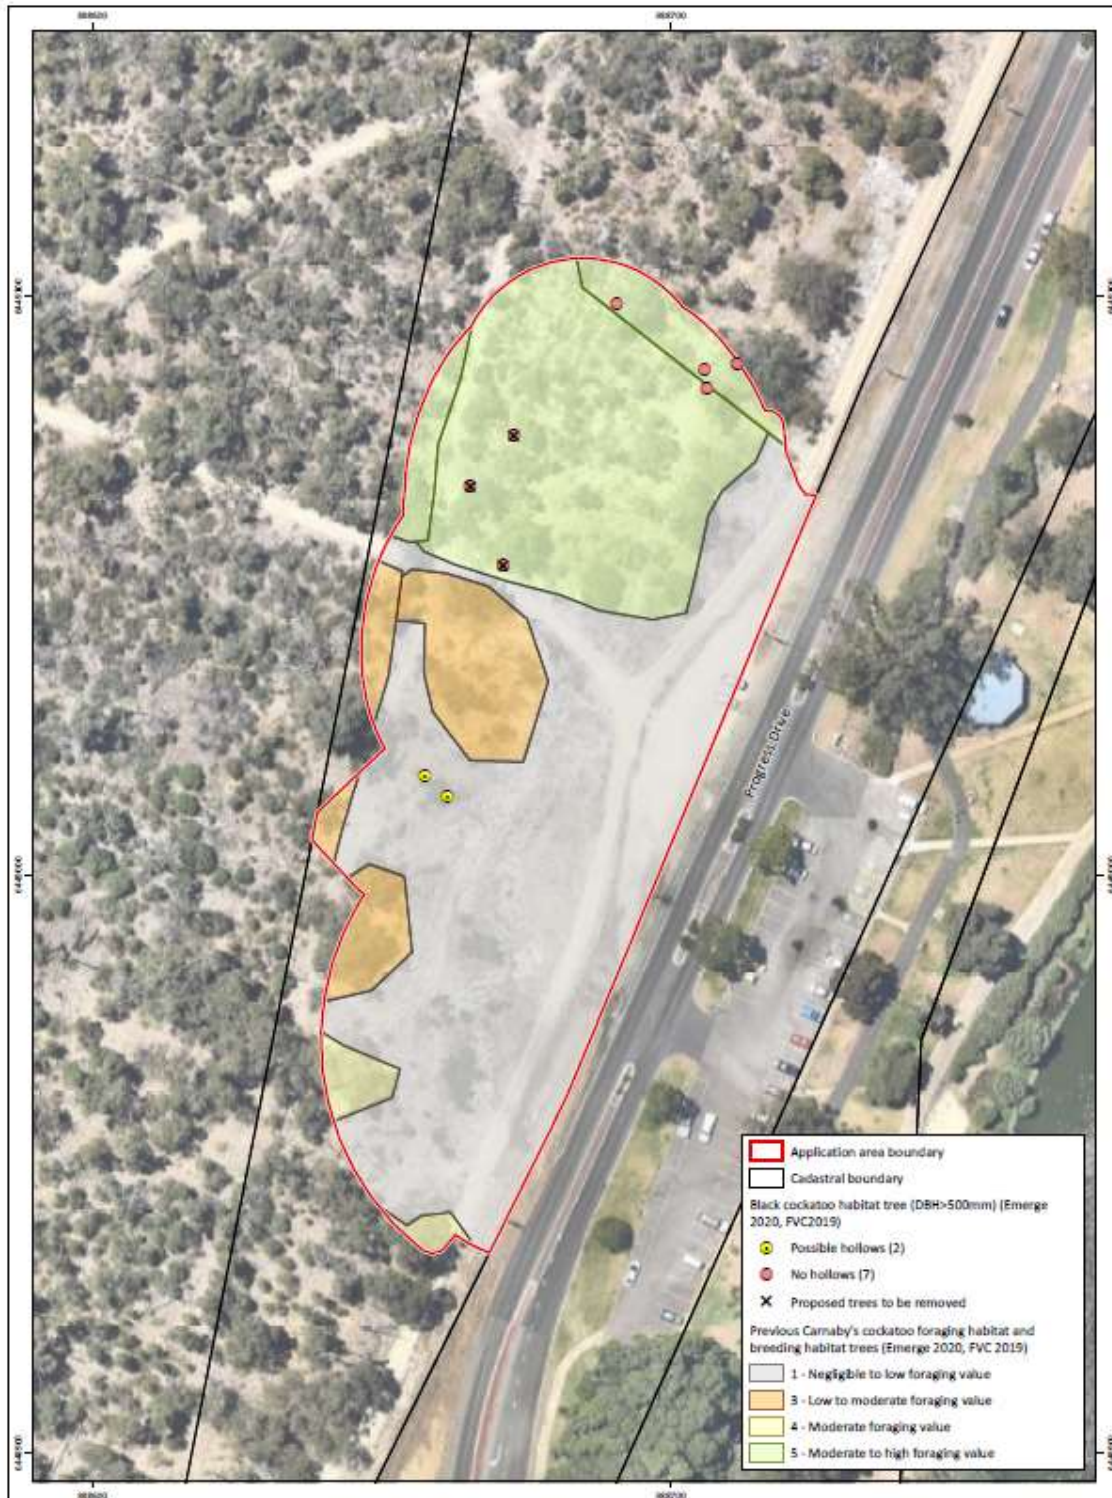 Progress Drive
Application area boundary
Cadastral boundary
Black cockatoo habitat tree (DBH>500mm) (Emerge
2020, FVC2019)
Possible hollows (2)
No hollows (7)
Proposed trees to be removed
Previous Carnaby's cockatoo foraging habitat and
breeding habitat trees (Emerge 2020, FVC 2019)
1 - Negligible to low foraging value
3 - Low to moderate foraging value
4 - Moderate foraging value
5 - Moderate to high foraging value